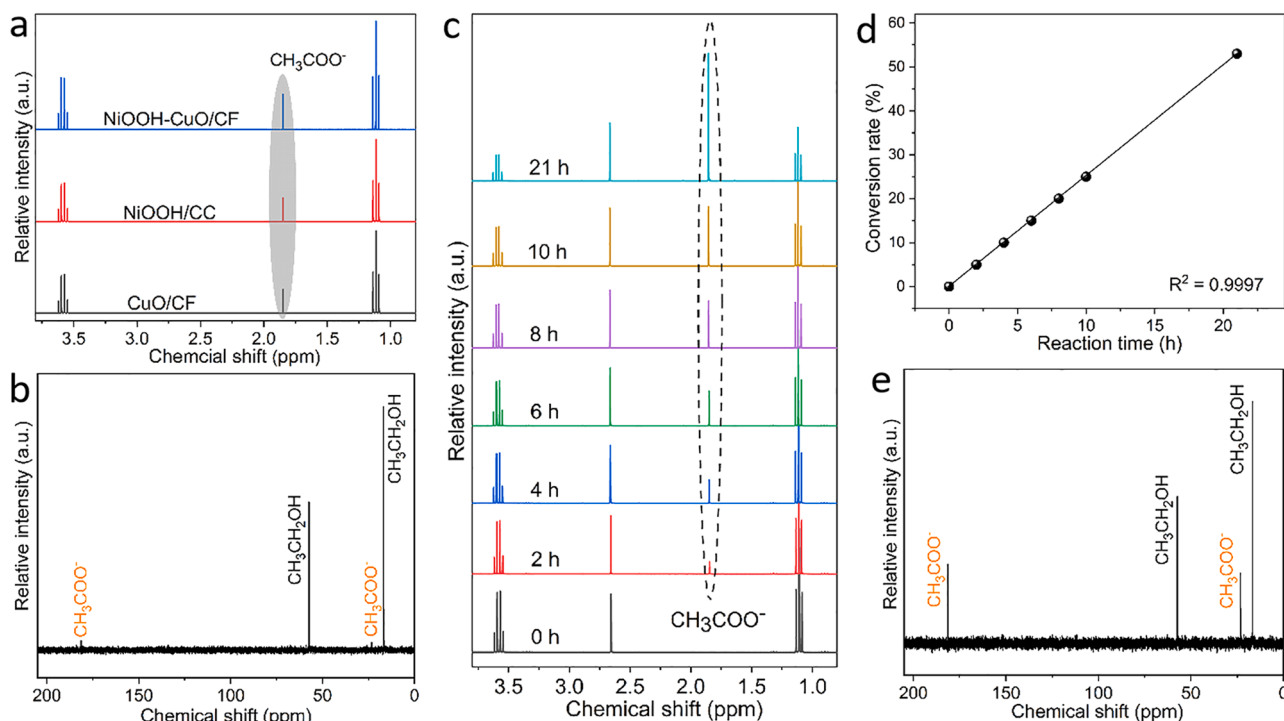 a
Relative intensity (a.u.)
CH₃COO⁻
NiOOH-CuO/CF
NiOOH/CC
CuO/CF
3.5 3.0 2.5 2.0 1.5 1.0
Chemcial shift (ppm)
b
Relative intensity (a.u.)
CH₃COO⁻
CH₃CH₂OH
CH₃COO⁻
CH₃CH₂OH
200 150 100 50 0
Chemical shift (ppm)
c
Relative intensity (a.u.)
21 h
10 h
8 h
6 h
4 h
2 h
CH₃COO⁻
0 h
3.5 3.0 2.5 2.0 1.5 1.0
Chemical shift (ppm)
d
Conversion rate (%)
60
50
40
30
20
10
0
R² = 0.9997
0 5 10 15 20
Reaction time (h)
e
Relative intensity (a.u.)
CH₃COO⁻
CH₃CH₂OH
CH₃COO⁻
CH₃CH₂OH
200 150 100 50 0
Chemical shift (ppm)